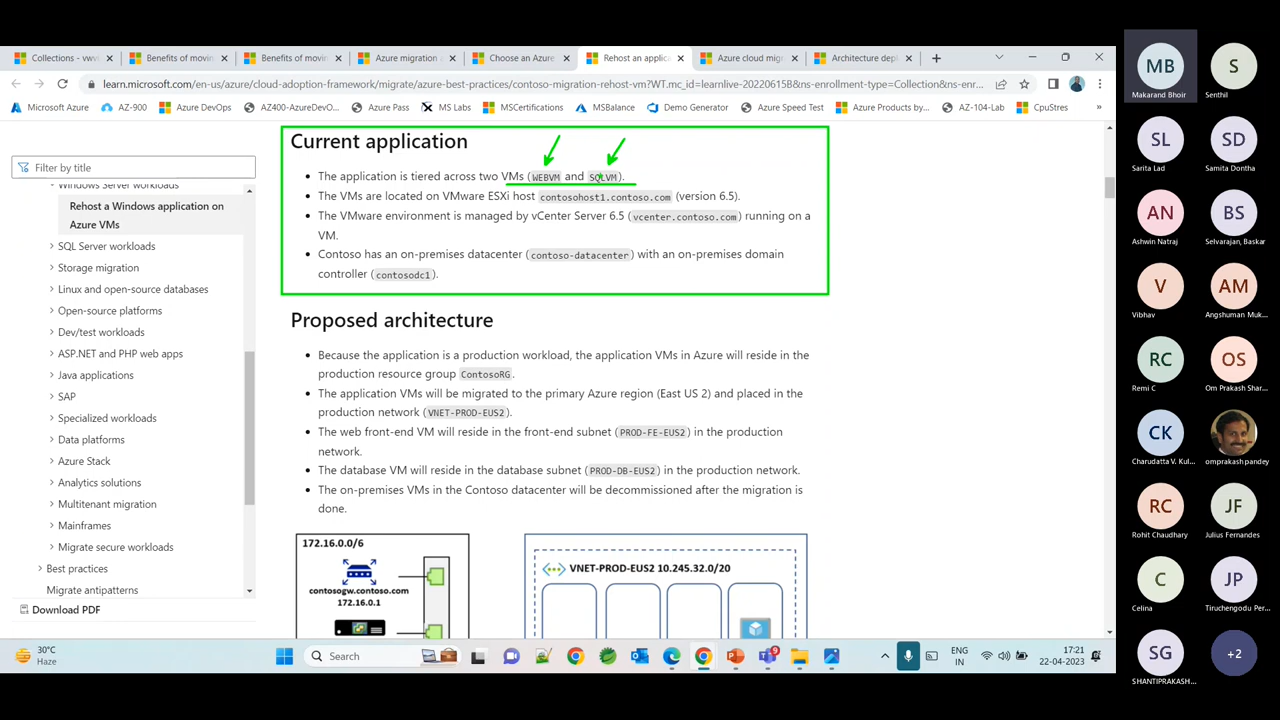 Collections - vwv
Benefits of movi
Benefits of movi
Azure migration
Choose an Azure
Rehost an applic
Azure cloud mig
Architecture dep
learn.microsoft.com/en-us/azure/cloud-adoption-framework/migrate/azure-best-practices/contoso-migration-rehost-vm?WT.mc_id=learnlive-20220615B&ns-enrollment-type=Collection&ns-enr...
Microsoft Azure
AZ-900
Azure DevOps
AZ400-AzureDevO...
Azure Pass
MS Labs
MSCertifications
MSBalance
Demo Generator
Azure Speed Test
Azure Products by...
AZ-104-Lab
CpuStres
»
Filter by title
Windows Server workloads
Rehost a Windows application on
Azure VMs
SQL Server workloads
Storage migration
Linux and open-source databases
Open-source platforms
Dev/test workloads
ASP.NET and PHP web apps
Java applications
SAP
Specialized workloads
Data platforms
Azure Stack
Analytics solutions
Multitenant migration
Mainframes
Migrate secure workloads
Best practices
Migrate antipatterns
Download PDF
Current application
• The application is tiered across two VMs (WEBVM and SQLVM).
• The VMs are located on VMware ESXi host contosohost1.contoso.com (version 6.5).
• The VMware environment is managed by vCenter Server 6.5 (vcenter.contoso.com) running on a
VM.
• Contoso has an on-premises datacenter (contoso-datacenter) with an on-premises domain
controller (contosodc1).
Proposed architecture
• Because the application is a production workload, the application VMs in Azure will reside in the
production resource group ContosoRG.
• The application VMs will be migrated to the primary Azure region (East US 2) and placed in the
production network (VNET-PROD-EUS2).
• The web front-end VM will reside in the front-end subnet (PROD-FE-EUS2) in the production
network.
• The database VM will reside in the database subnet (PROD-DB-EUS2) in the production network.
• The on-premises VMs in the Contoso datacenter will be decommissioned after the migration is
done.
172.16.0.0/6
contosogw.contoso.com
172.16.0.1
VNET-PROD-EUS2 10.245.32.0/20
30°C
Haze
Search
9
ENG
IN
17:21
22-04-2023
MB
Makarand Bhoir
S
Senthil
SL
Sarita Lad
SD
Samita Dontha
AN
Ashwin Natraj
BS
Selvarajan, Baskar
V
Vibhav
AM
Angshuman Muk...
RC
Remi C
OS
Om Prakash Shar...
CK
Charudatta V. Kul...
omprakash pandey
RC
Rohit Chaudhary
JF
Julius Fernandes
C
Celina
JP
Tiruchengodu Per...
SG
SHANTIPRAKASH...
+2